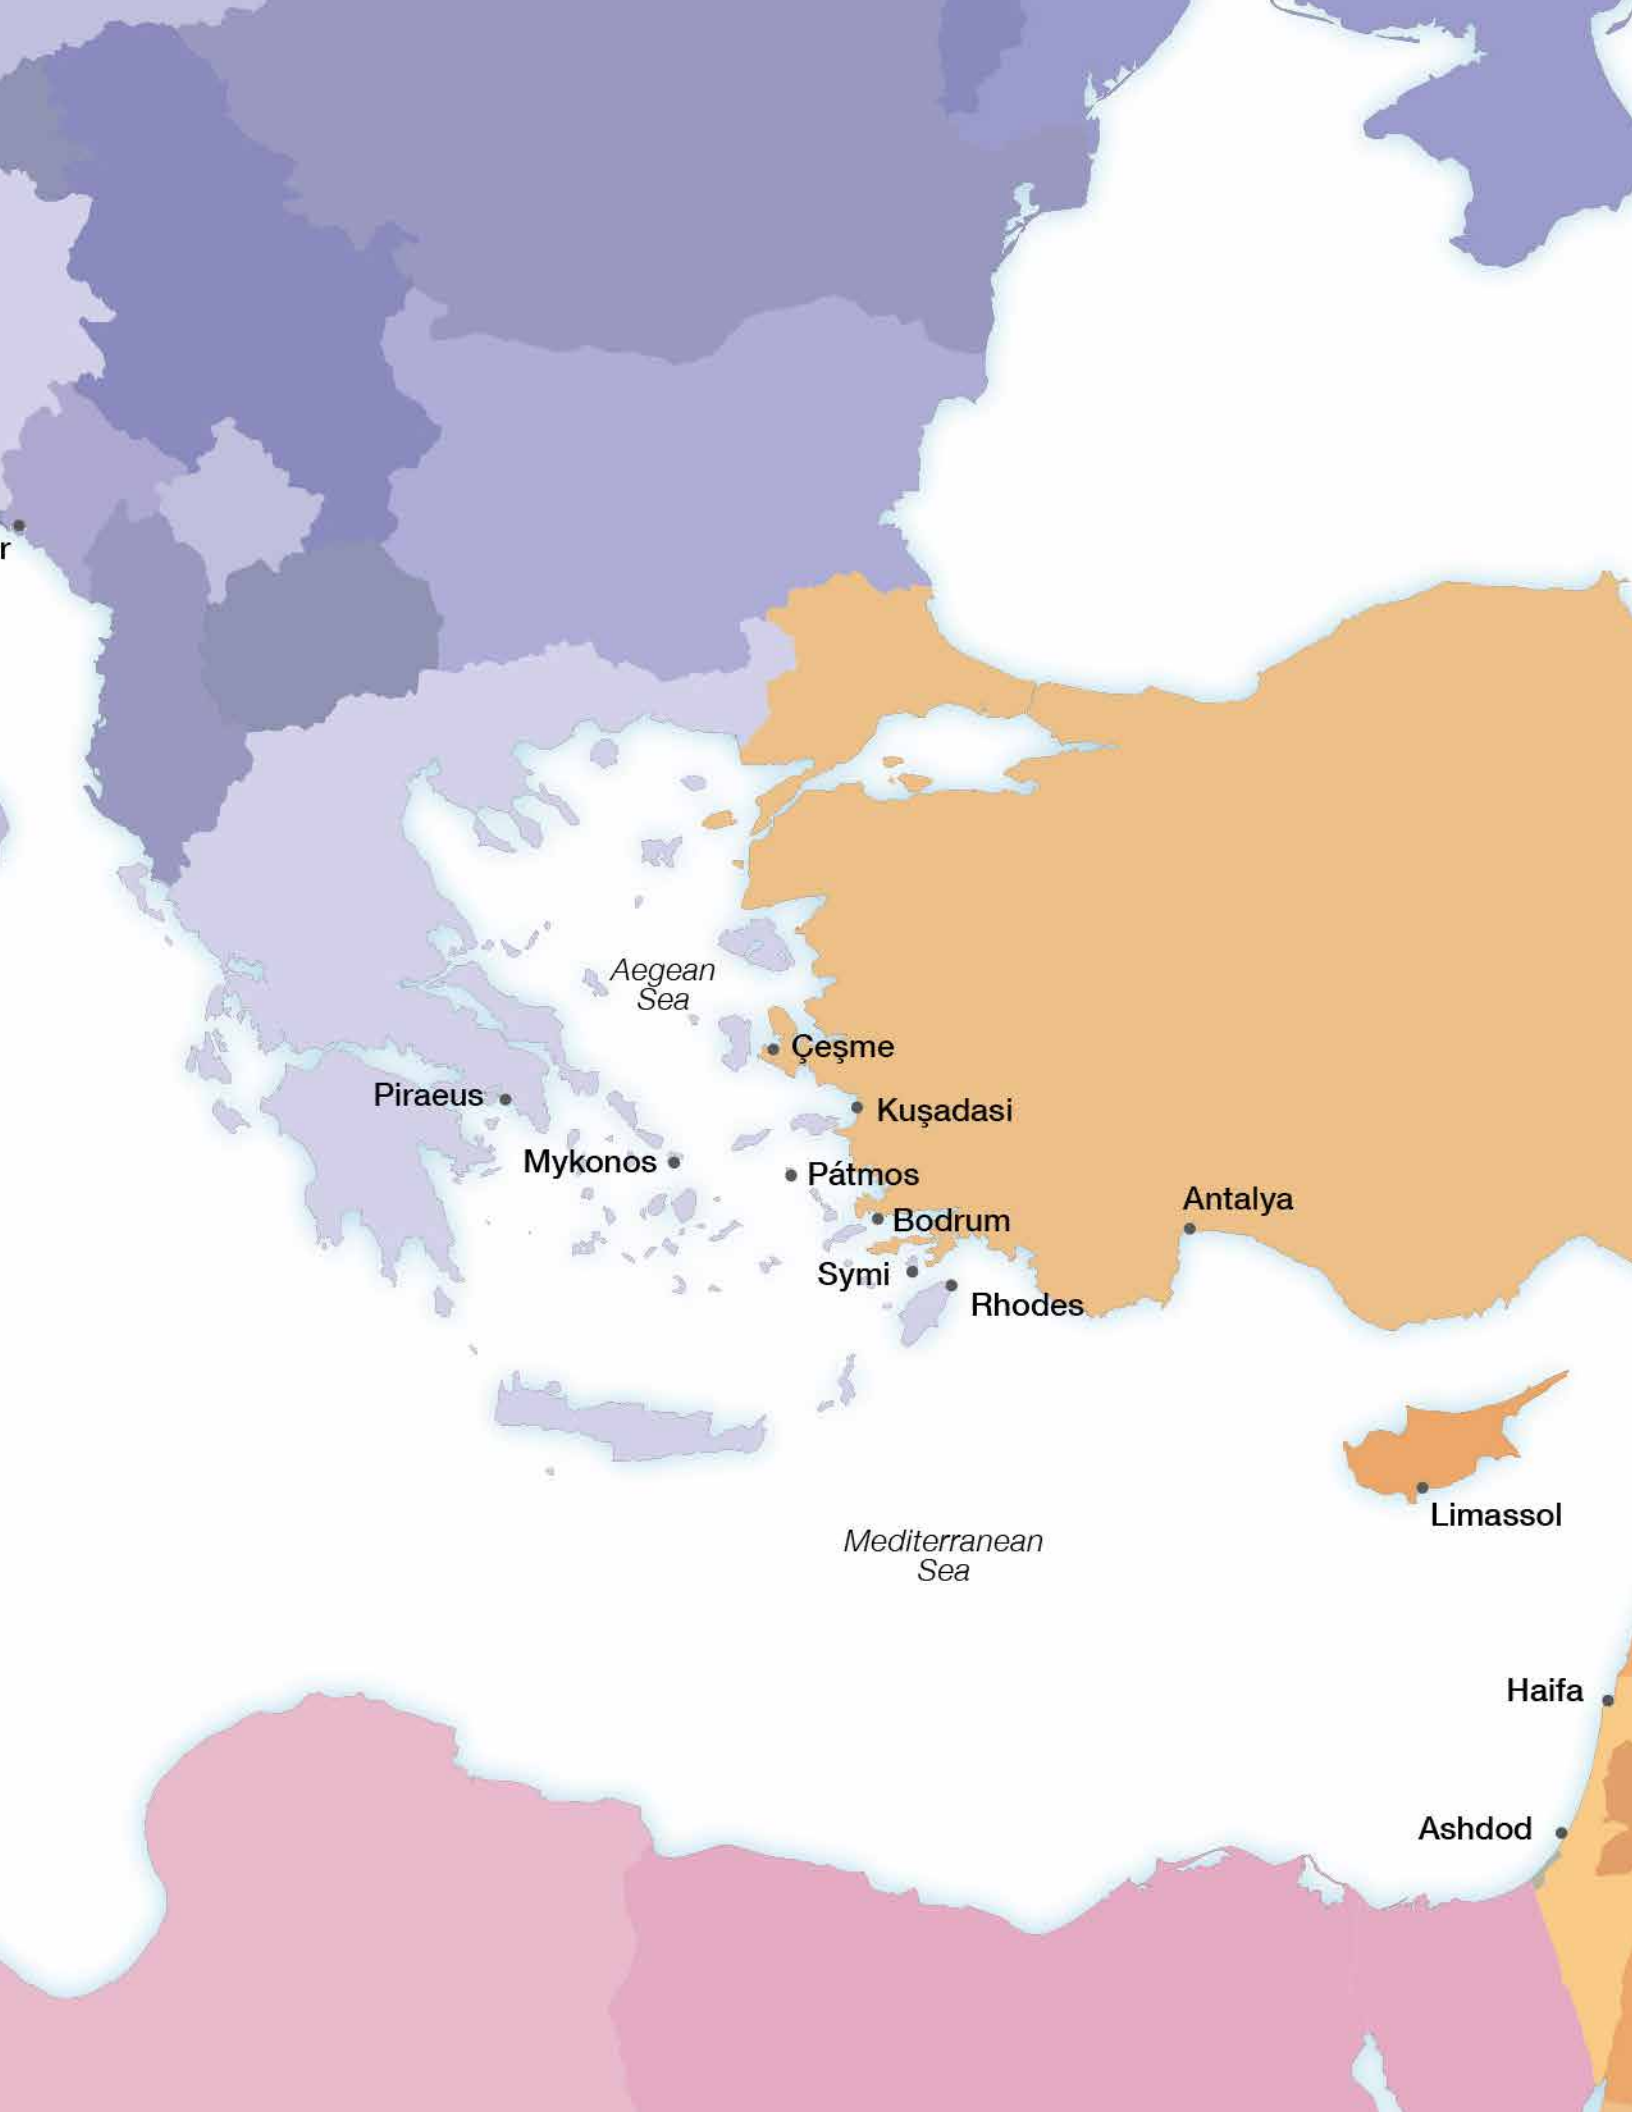 r
Aegean
Sea
Çeşme
Piraeus
Kuşadasi
Mykonos
Pátmos
Antalya
Bodrum
Symi
Rhodes
Limassol
Mediterranean
Sea
Haifa
Ashdod